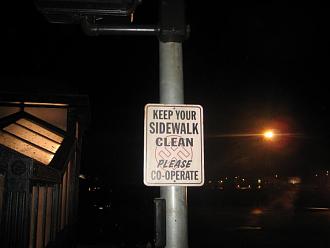 KEEP YOUR
SIDEWALK
CLEAN
PLEASE
CO-OPERATE